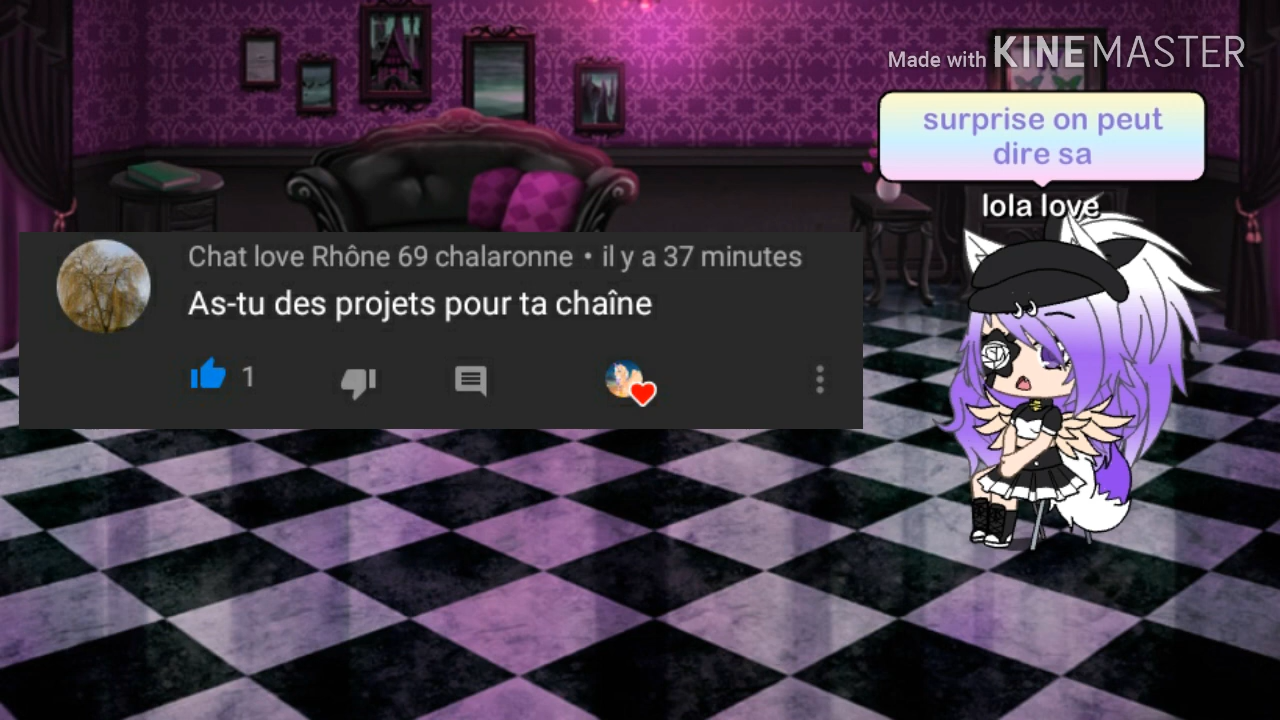 Made with KINEMASTER
surprise on peut
dire sa
lola love
Chat love Rhône 69 chalaronne • il y a 37 minutes
As-tu des projets pour ta chaîne
1